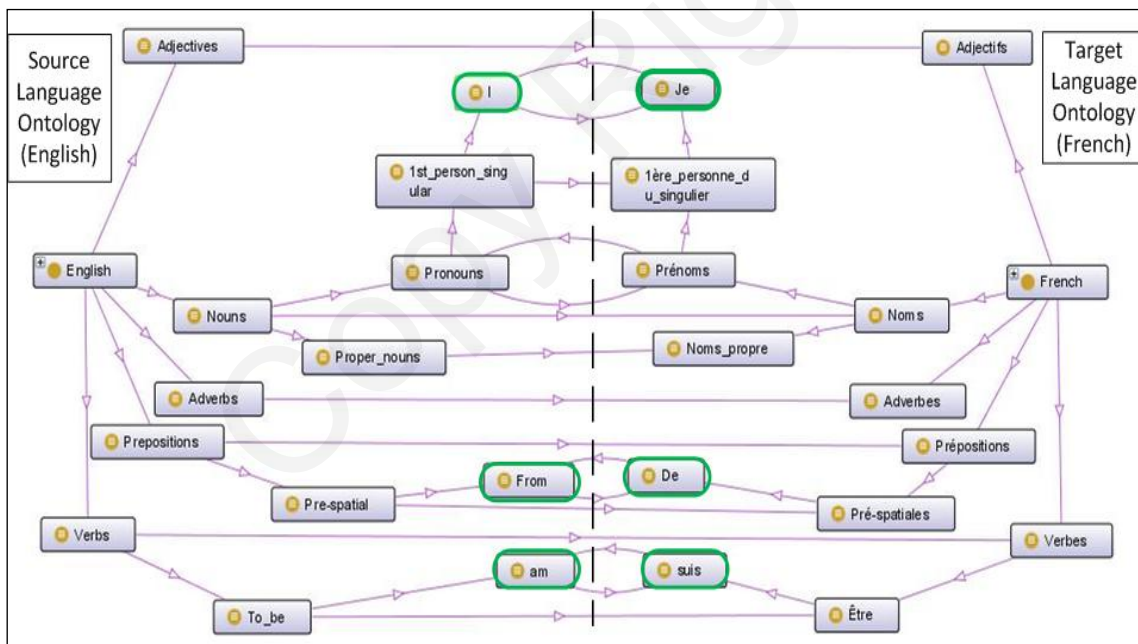 Source
Language
Ontology
(English)
Adjectives
Adjectifs
Target
Language
Ontology
(French)
I
Je
1st_person_sing
ular
1ère_personne_d
u_singulier
English
Pronouns
Prénoms
French
Nouns
Noms
Proper_nouns
Noms_propre
Adverbs
Adverbes
Prepositions
Prépositions
From
De
Pre-spatial
Pré-spatiales
Verbs
Verbes
am
suis
To_be
Être
Copy Rig